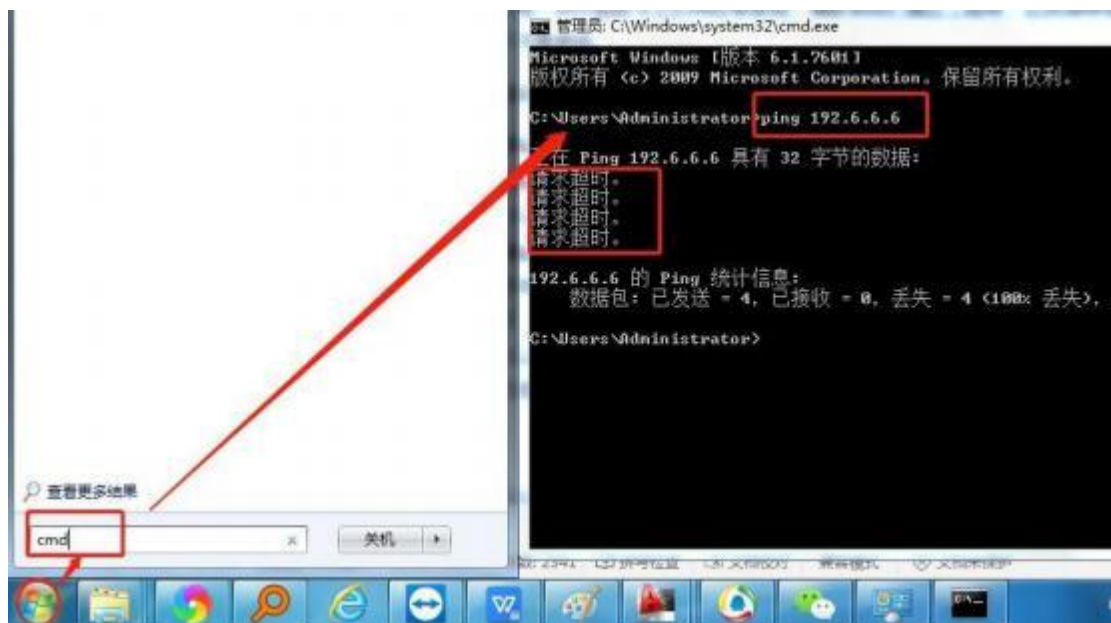 管理员: C:\Windows\system32\cmd.exe
Microsoft Windows [版本 6.1.7601]
版权所有 (c) 2009 Microsoft Corporation。保留所有权利。
C:\Users\Administrator>ping 192.6.6.6
正在 Ping 192.6.6.6 具有 32 字节的数据:
请求超时。
请求超时。
请求超时。
请求超时。
192.6.6.6 的 Ping 统计信息:
数据包: 已发送 = 4，已接收 = 0，丢失 = 4 (100% 丢失)，
C:\Users\Administrator>
查看更多结果
cmd
关机